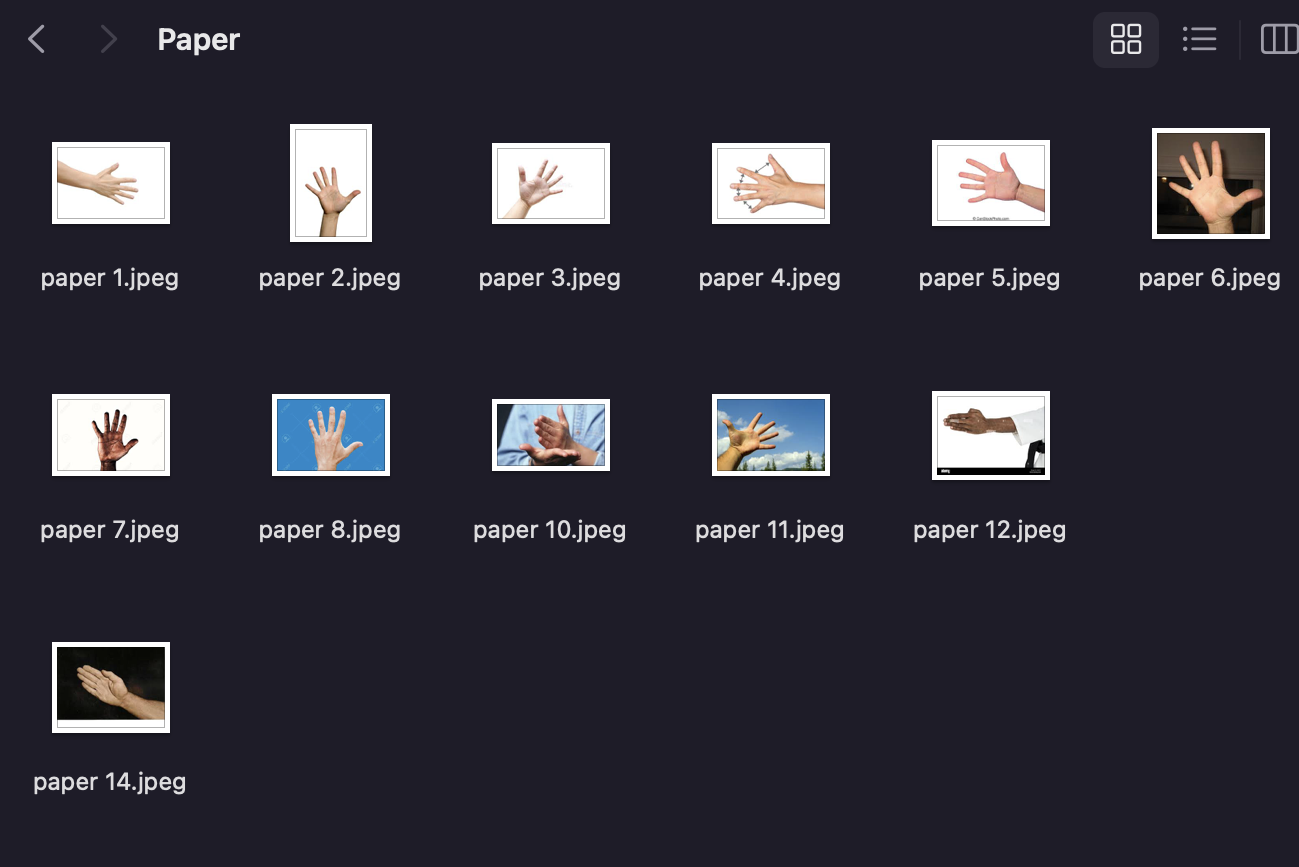 Paper
paper 1.jpeg
paper 2.jpeg
paper 3.jpeg
paper 4.jpeg
paper 5.jpeg
paper 6.jpeg
paper 7.jpeg
paper 8.jpeg
paper 10.jpeg
paper 11.jpeg
paper 12.jpeg
paper 14.jpeg